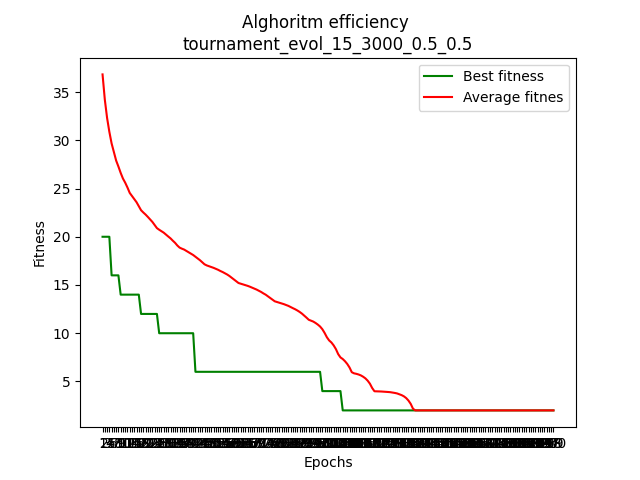 Alghoritm efficiency
tournament_evol_15_3000_0.5_0.5
Best fitness
Average fitnes
Fitness
35
30
25
20
15
10
5
Epochs